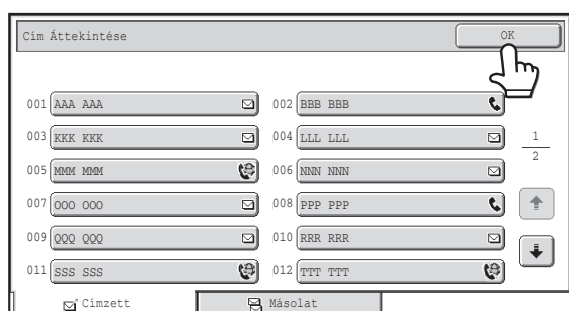 Cím Áttekintése OK
001 AAA AAA 002 BBB BBB
003 KKK KKK 004 LLL LLL 1
005 MMM MMM 006 NNN NNN 2
007 OOO OOO 008 PPP PPP
009 QQQ QQQ 010 RRR RRR
011 SSS SSS 012 TTT TTT
Címzett Másolat